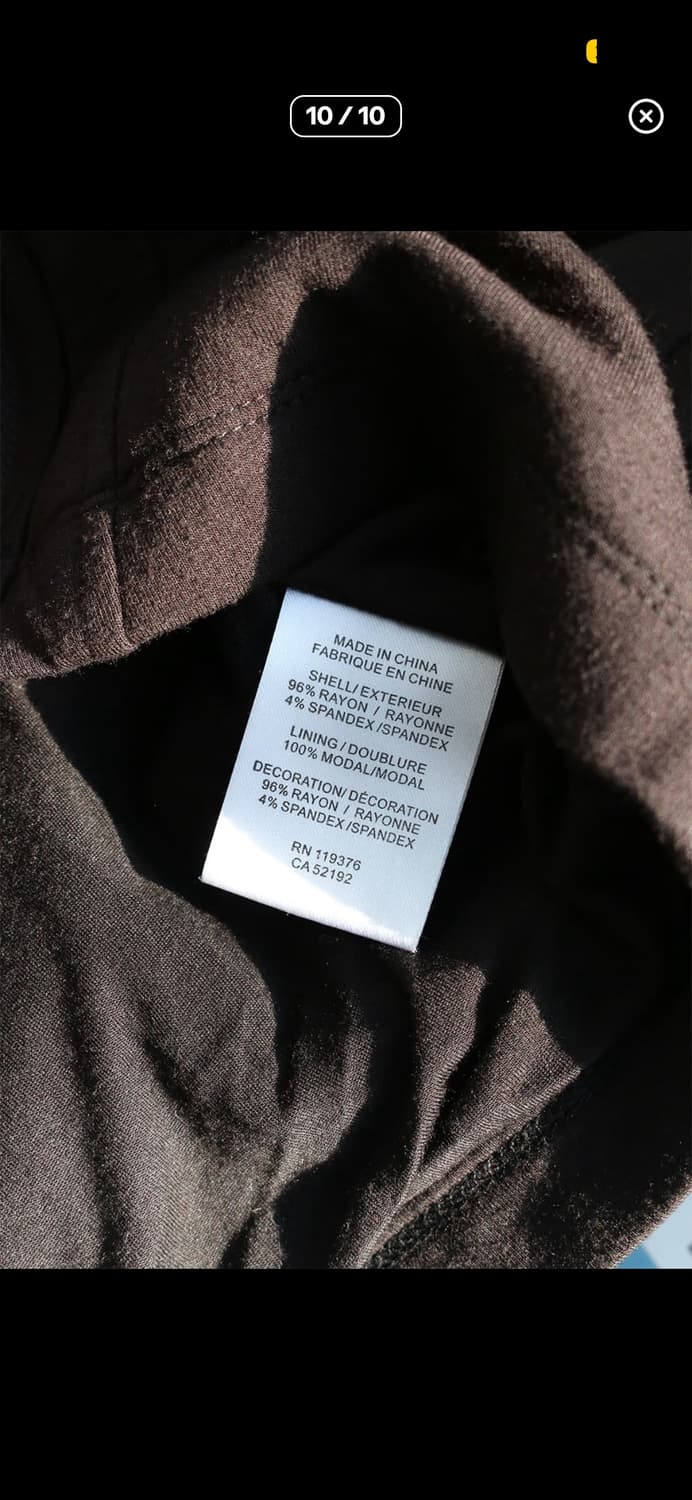 10 / 10
MADE IN CHINA
FABRIQUE EN CHINE
SHELL/ EXTERIEUR
96% RAYON / RAYONNE
4% SPANDEX /SPANDEX
LINING / DOUBLURE
100% MODAL/MODAL
DECORATION/ DÉCORATION
96% RAYON / RAYONNE
4% SPANDEX /SPANDEX
RN 119376
CA 52192